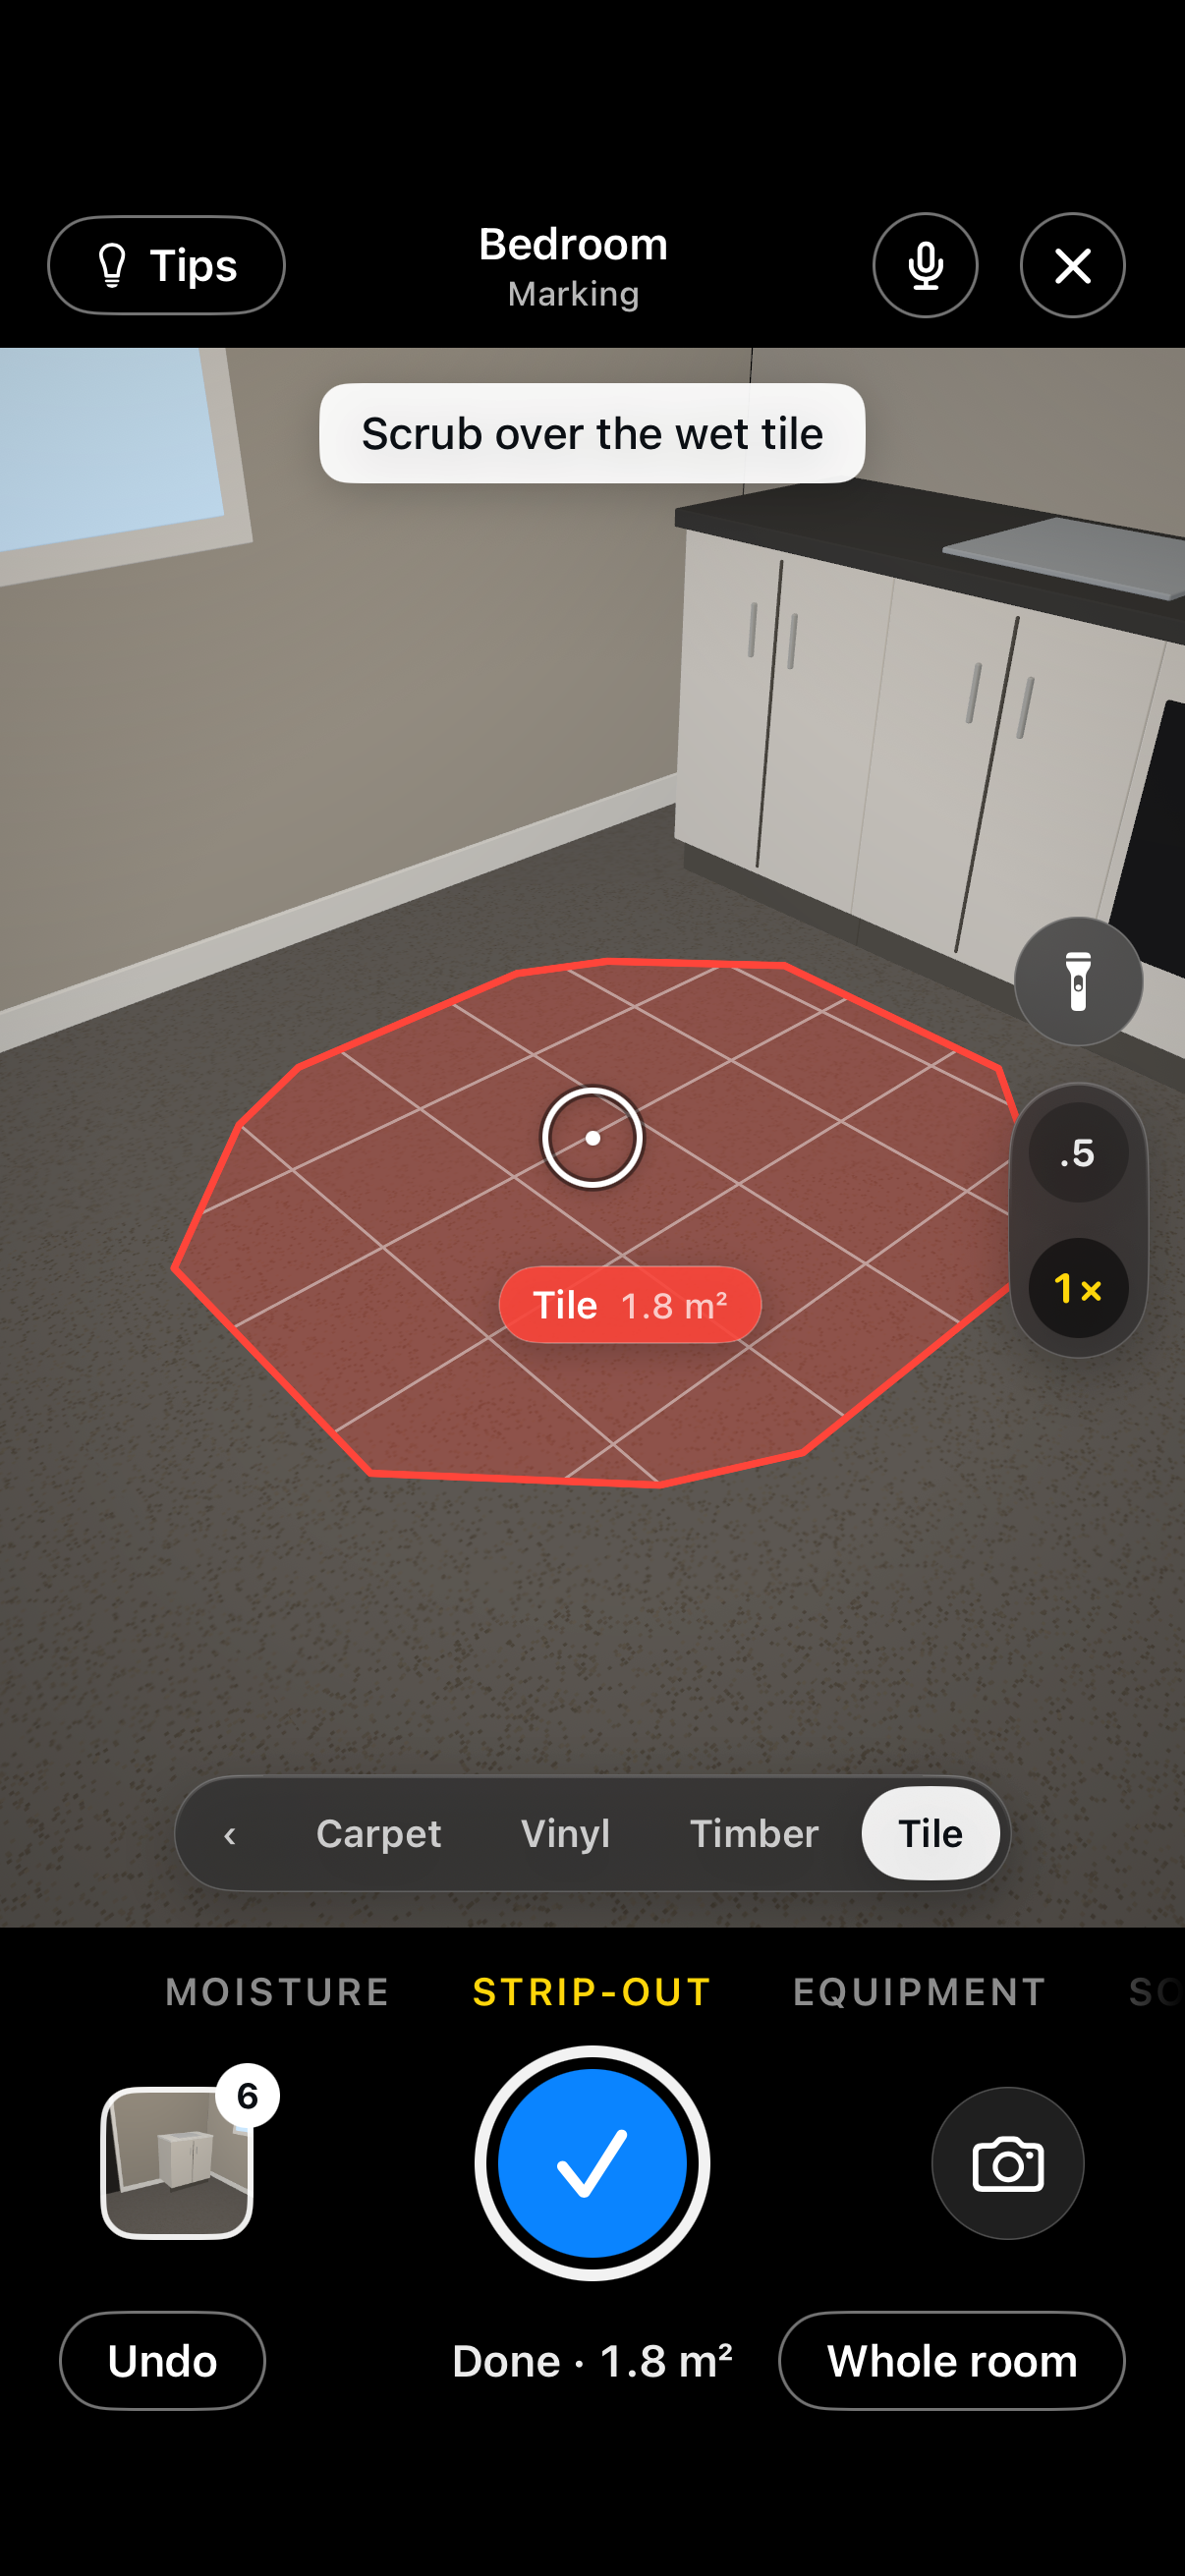 Tips
Bedroom
Marking
Scrub over the wet tile
.5
1×
Tile 1.8 m²
‹ Carpet Vinyl Timber Tile
MOISTURE STRIP-OUT EQUIPMENT SO
6
Undo
Done · 1.8 m²
Whole room